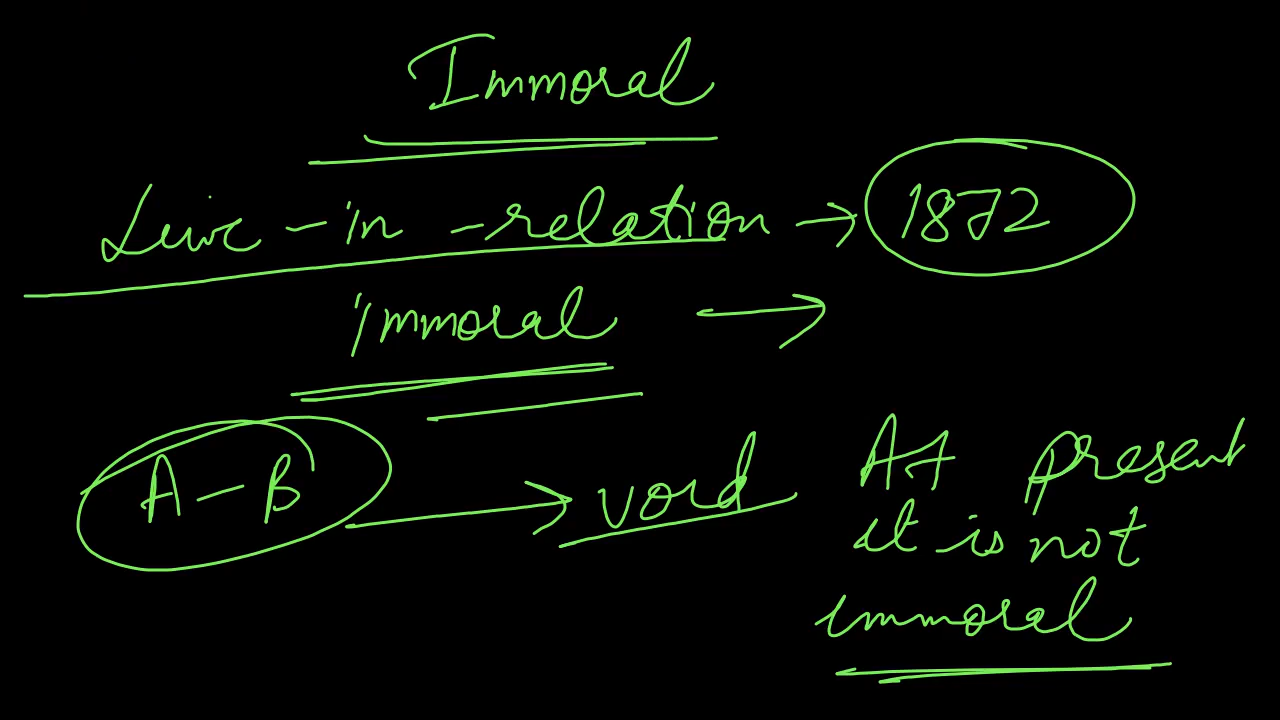 Immoral
Live-in-relation → 1872
immoral →
A-B → void
At present
it is not
immoral